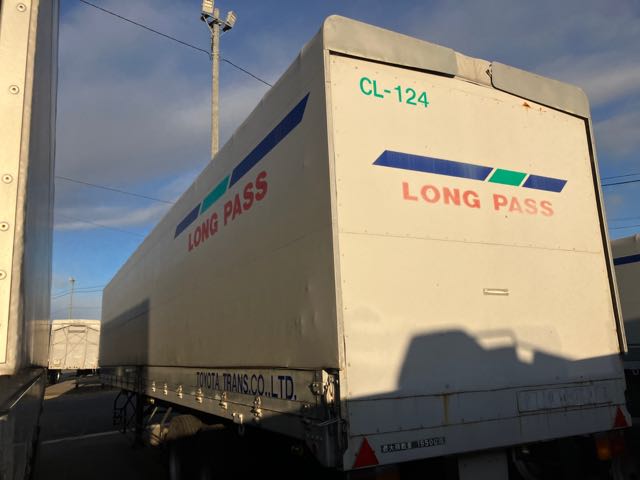 CL-124
LONG PASS
LONG PASS
TOYOTA TRANS.CO.,LTD.